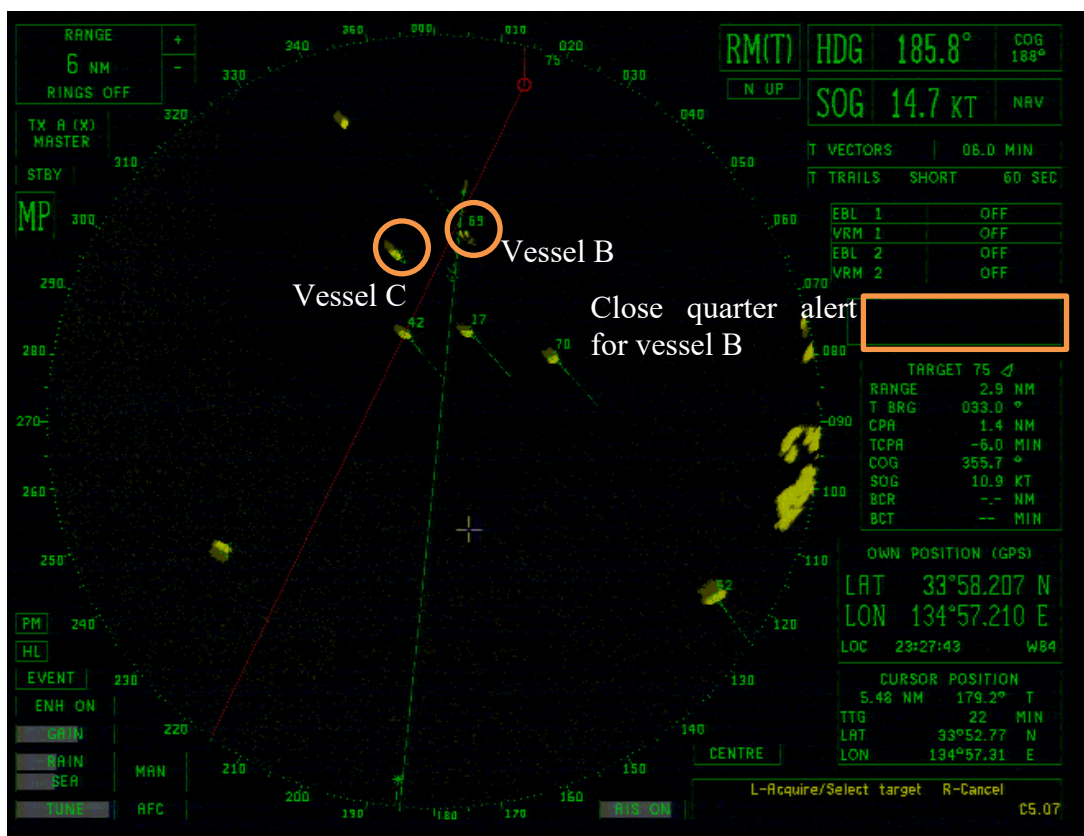 RANGE
6 NM
RINGS OFF
+
-
TX A (X)
MASTER
STBY
MP
360
000
010
020
030
040
050
060
070
080
090
100
110
120
130
140
150
160
170
180
190
200
210
220
230
240
250
260
270
280
290
300
310
320
330
340
75
69
42
17
70
52
Vessel B
Vessel C
Close quarter alert
for vessel B
RM(T)
N UP
HDG 185.8°
COG
188°
SOG 14.7 KT
NAV
T VECTORS 06.0 MIN
T TRAILS SHORT 60 SEC
EBL 1 OFF
VRM 1 OFF
EBL 2 OFF
VRM 2 OFF
TARGET 75
RANGE 2.9 NM
T BRG 033.0 °
CPA 1.4 NM
TCPA -6.0 MIN
COG 355.7 °
SOG 10.9 KT
BCR -.- NM
BCT -- MIN
OWN POSITION (GPS)
LAT 33°58.207 N
LON 134°57.210 E
LOC 23:27:43 W84
CURSOR POSITION
5.48 NM 179.2° T
TTG 22 MIN
LAT 33°52.77 N
LON 134°57.31 E
PM
HL
EVENT
ENH ON
GAIN
RAIN
SEA
MAN
TUNE
AFC
CENTRE
AIS ON
L-Acquire/Select target R-Cancel
C5.07